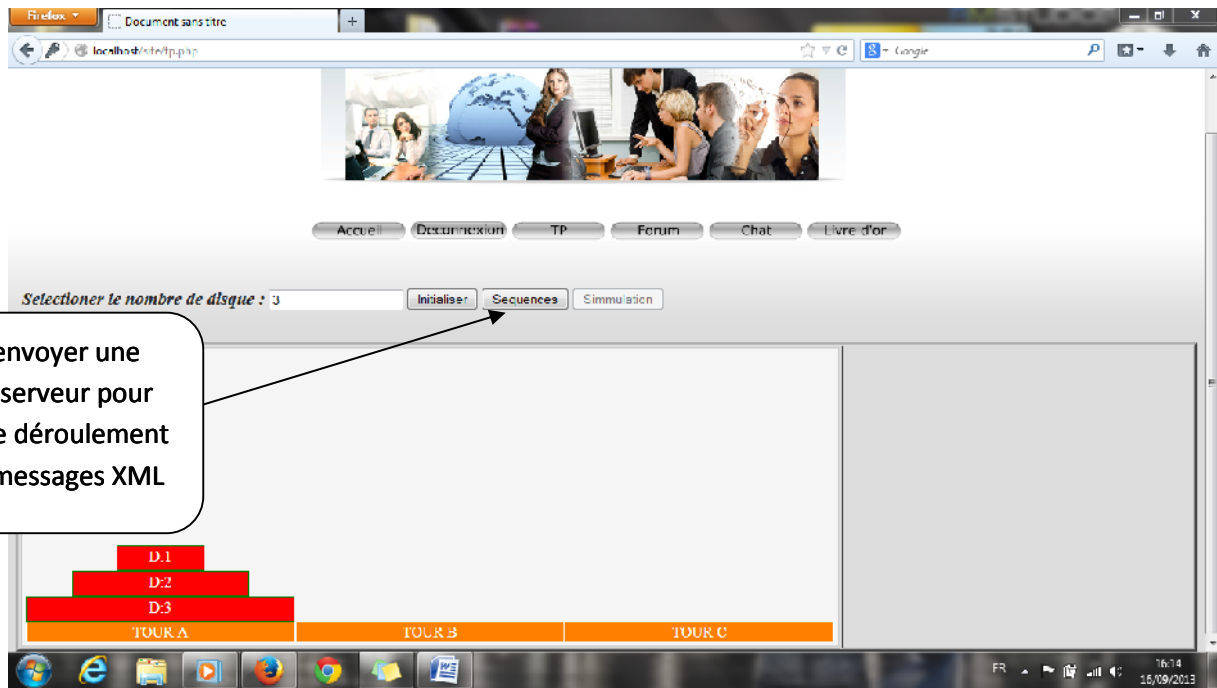 Firefox
Document sans titre
localhost/site/tp.php
Google
Accueil Deconnexion TP Forum Chat Livre d'or
Selectioner le nombre de disque : 3 Initialiser Sequences Simmulation
envoyer une
serveur pour
e déroulement
messages XML
D:1
D:2
D:3
TOUR A TOUR B TOUR C
FR
16:14
16/09/2013